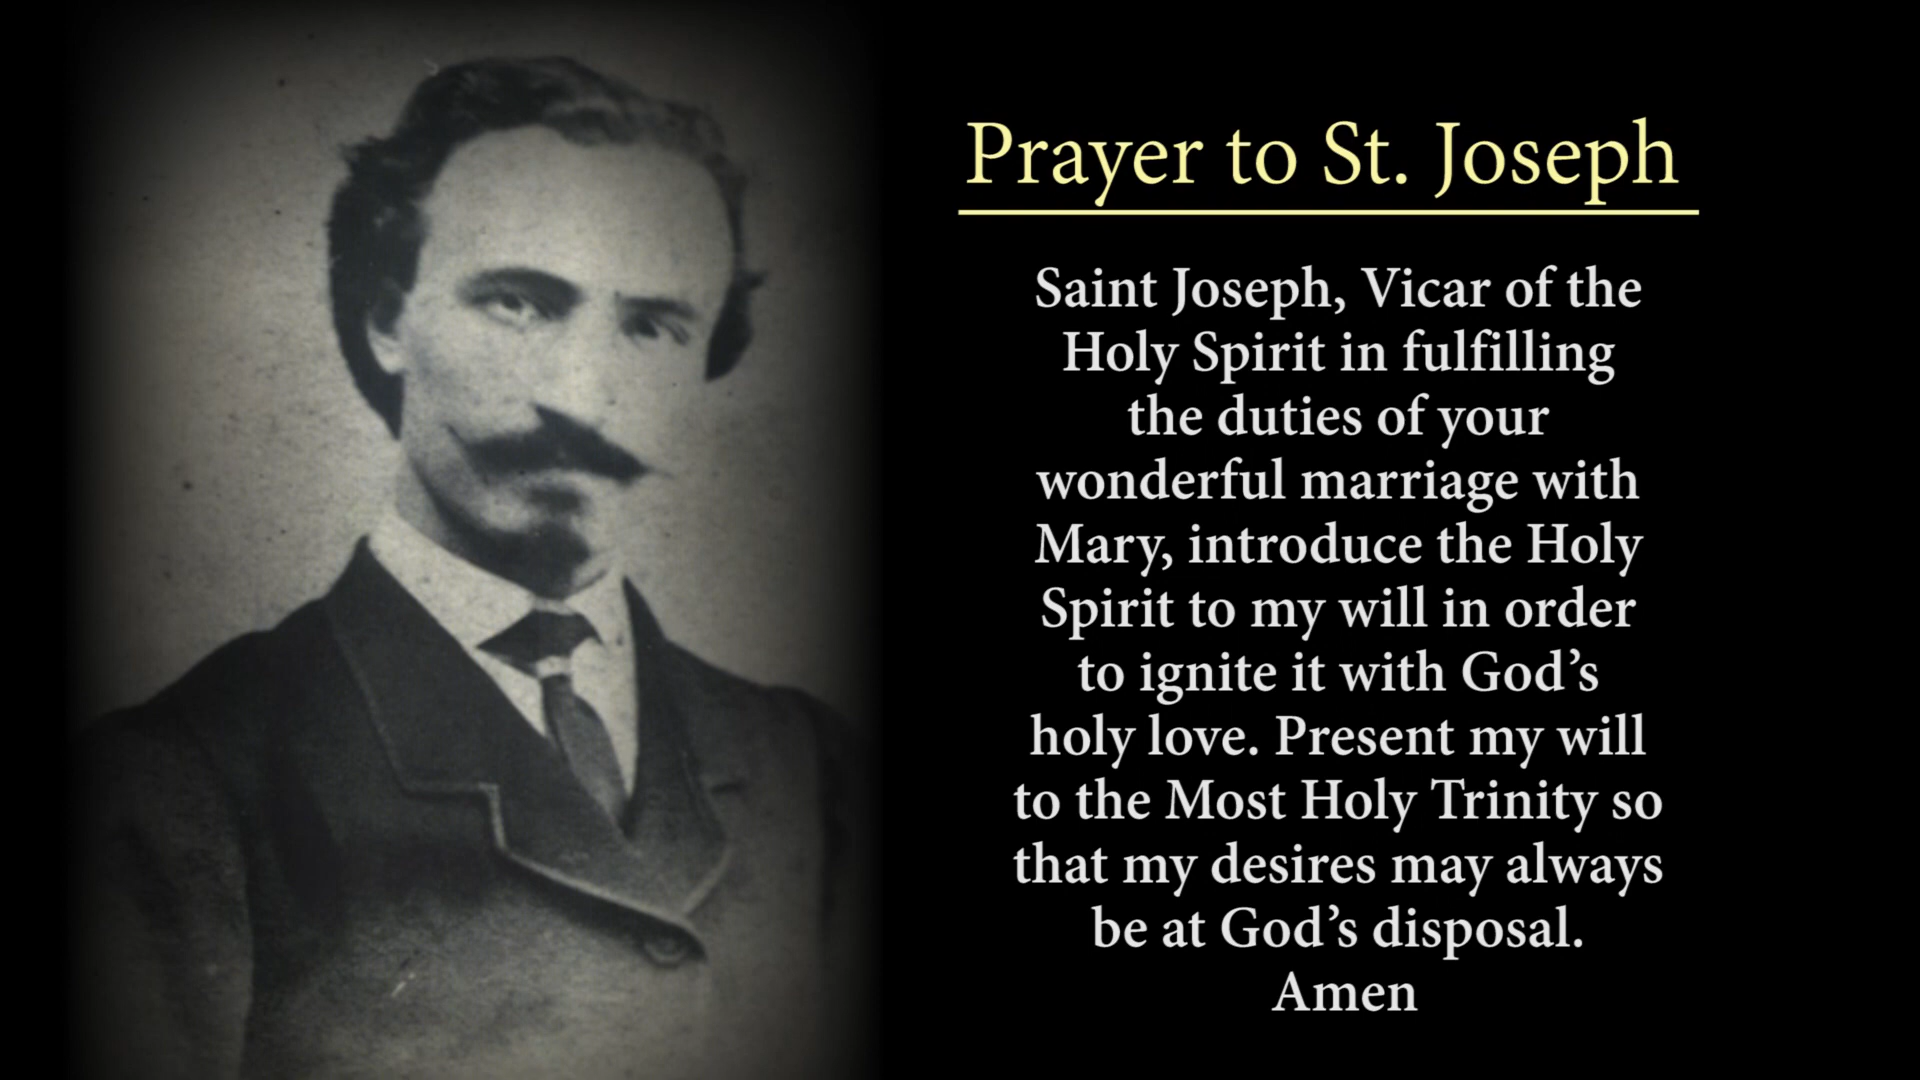 Prayer to St. Joseph
Saint Joseph, Vicar of the
Holy Spirit in fulfilling
the duties of your
wonderful marriage with
Mary, introduce the Holy
Spirit to my will in order
to ignite it with God’s
holy love. Present my will
to the Most Holy Trinity so
that my desires may always
be at God’s disposal.
Amen